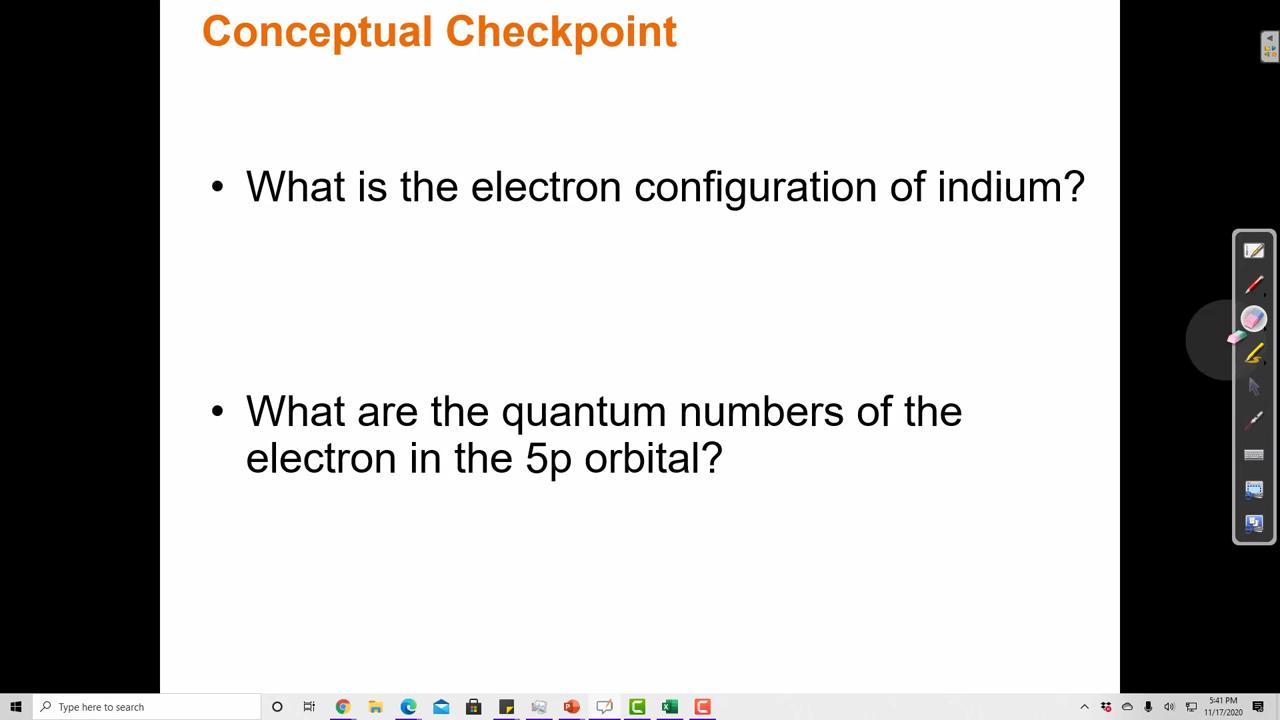 Conceptual Checkpoint
• What is the electron configuration of indium?
• What are the quantum numbers of the
electron in the 5p orbital?
Type here to search
5:41 PM
11/17/2020